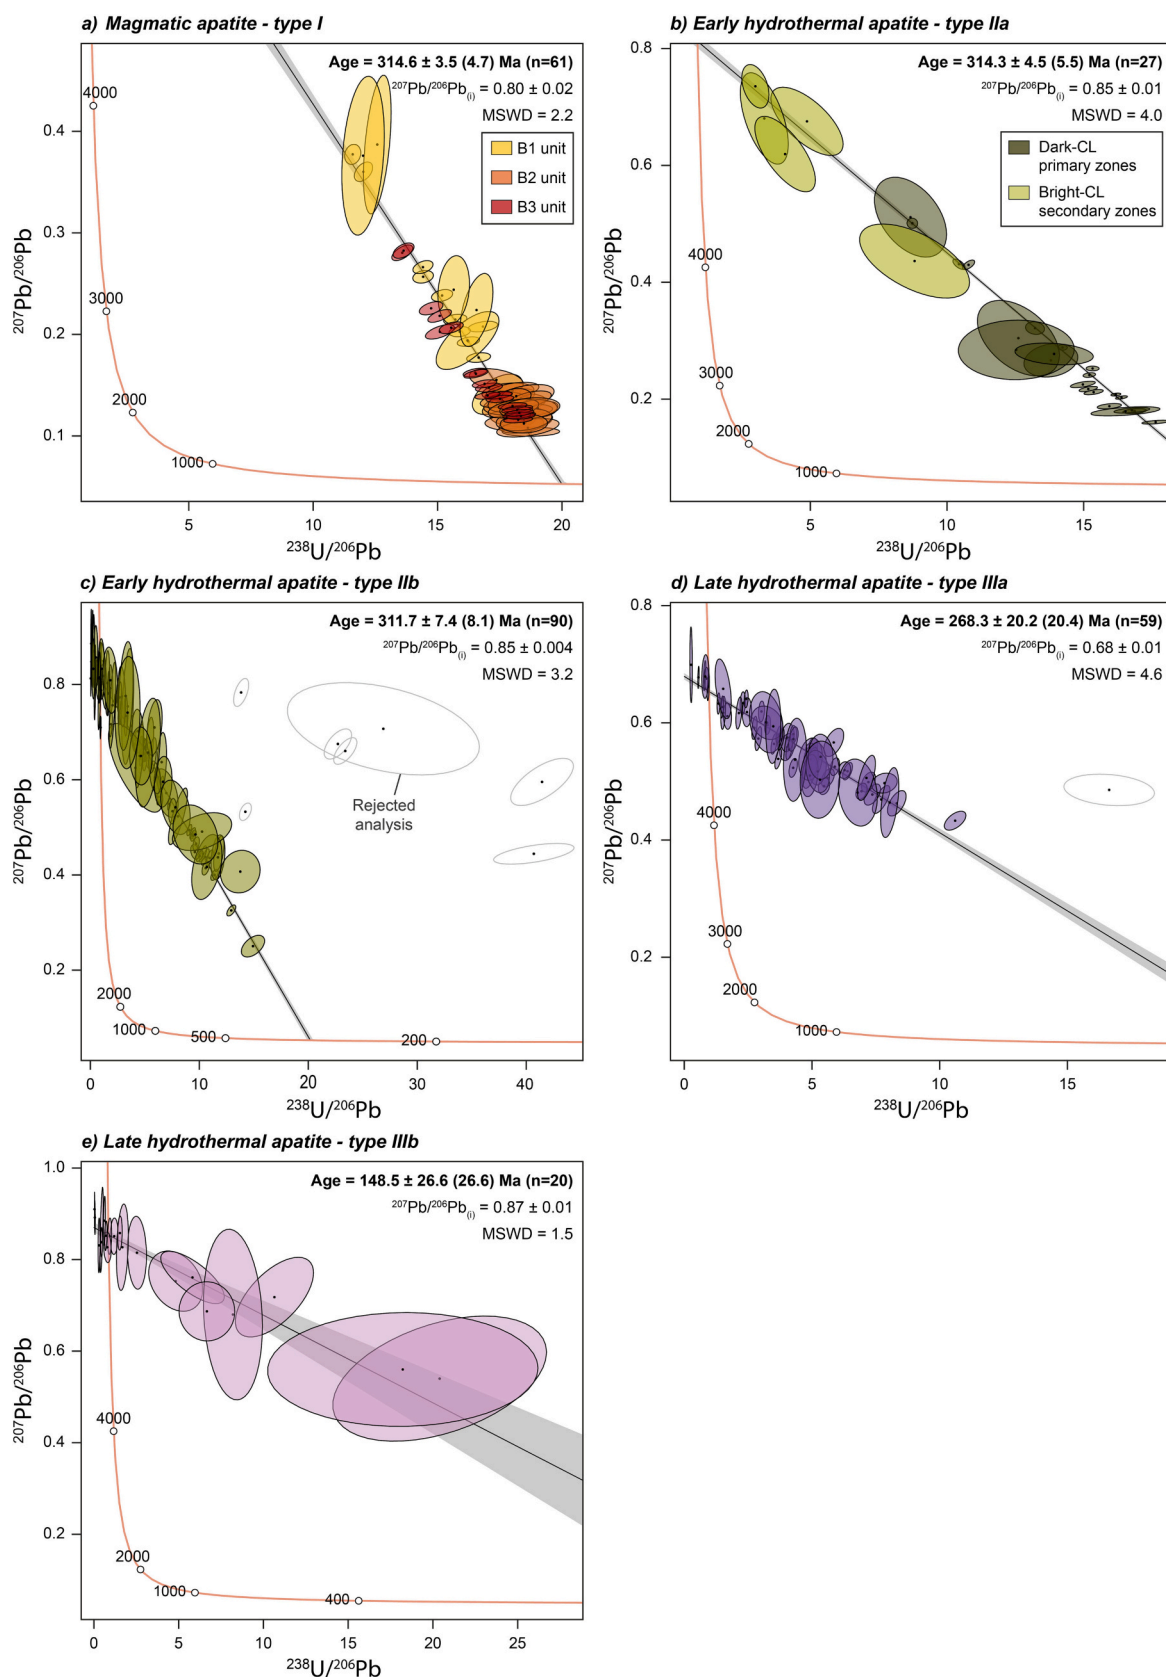 a) Magmatic apatite - type I
Age = 314.6 ± 3.5 (4.7) Ma (n=61)
207Pb/206Pb(i) = 0.80 ± 0.02
MSWD = 2.2
B1 unit
B2 unit
B3 unit
4000
3000
2000
1000
0.4
0.3
0.2
0.1
207Pb/206Pb
5
10
15
20
238U/206Pb
b) Early hydrothermal apatite - type IIa
Age = 314.3 ± 4.5 (5.5) Ma (n=27)
207Pb/206Pb(i) = 0.85 ± 0.01
MSWD = 4.0
Dark-CL
primary zones
Bright-CL
secondary zones
4000
3000
2000
1000
0.8
0.6
0.4
0.2
207Pb/206Pb
5
10
15
238U/206Pb
c) Early hydrothermal apatite - type IIb
Age = 311.7 ± 7.4 (8.1) Ma (n=90)
207Pb/206Pb(i) = 0.85 ± 0.004
MSWD = 3.2
Rejected
analysis
2000
1000
500
200
0.8
0.6
0.4
0.2
207Pb/206Pb
0
10
20
30
40
238U/206Pb
d) Late hydrothermal apatite - type IIIa
Age = 268.3 ± 20.2 (20.4) Ma (n=59)
207Pb/206Pb(i) = 0.68 ± 0.01
MSWD = 4.6
4000
3000
2000
1000
0.8
0.6
0.4
0.2
207Pb/206Pb
0
5
10
15
238U/206Pb
e) Late hydrothermal apatite - type IIIb
Age = 148.5 ± 26.6 (26.6) Ma (n=20)
207Pb/206Pb(i) = 0.87 ± 0.01
MSWD = 1.5
4000
2000
1000
400
1.0
0.8
0.6
0.4
0.2
207Pb/206Pb
0
5
10
15
20
25
238U/206Pb